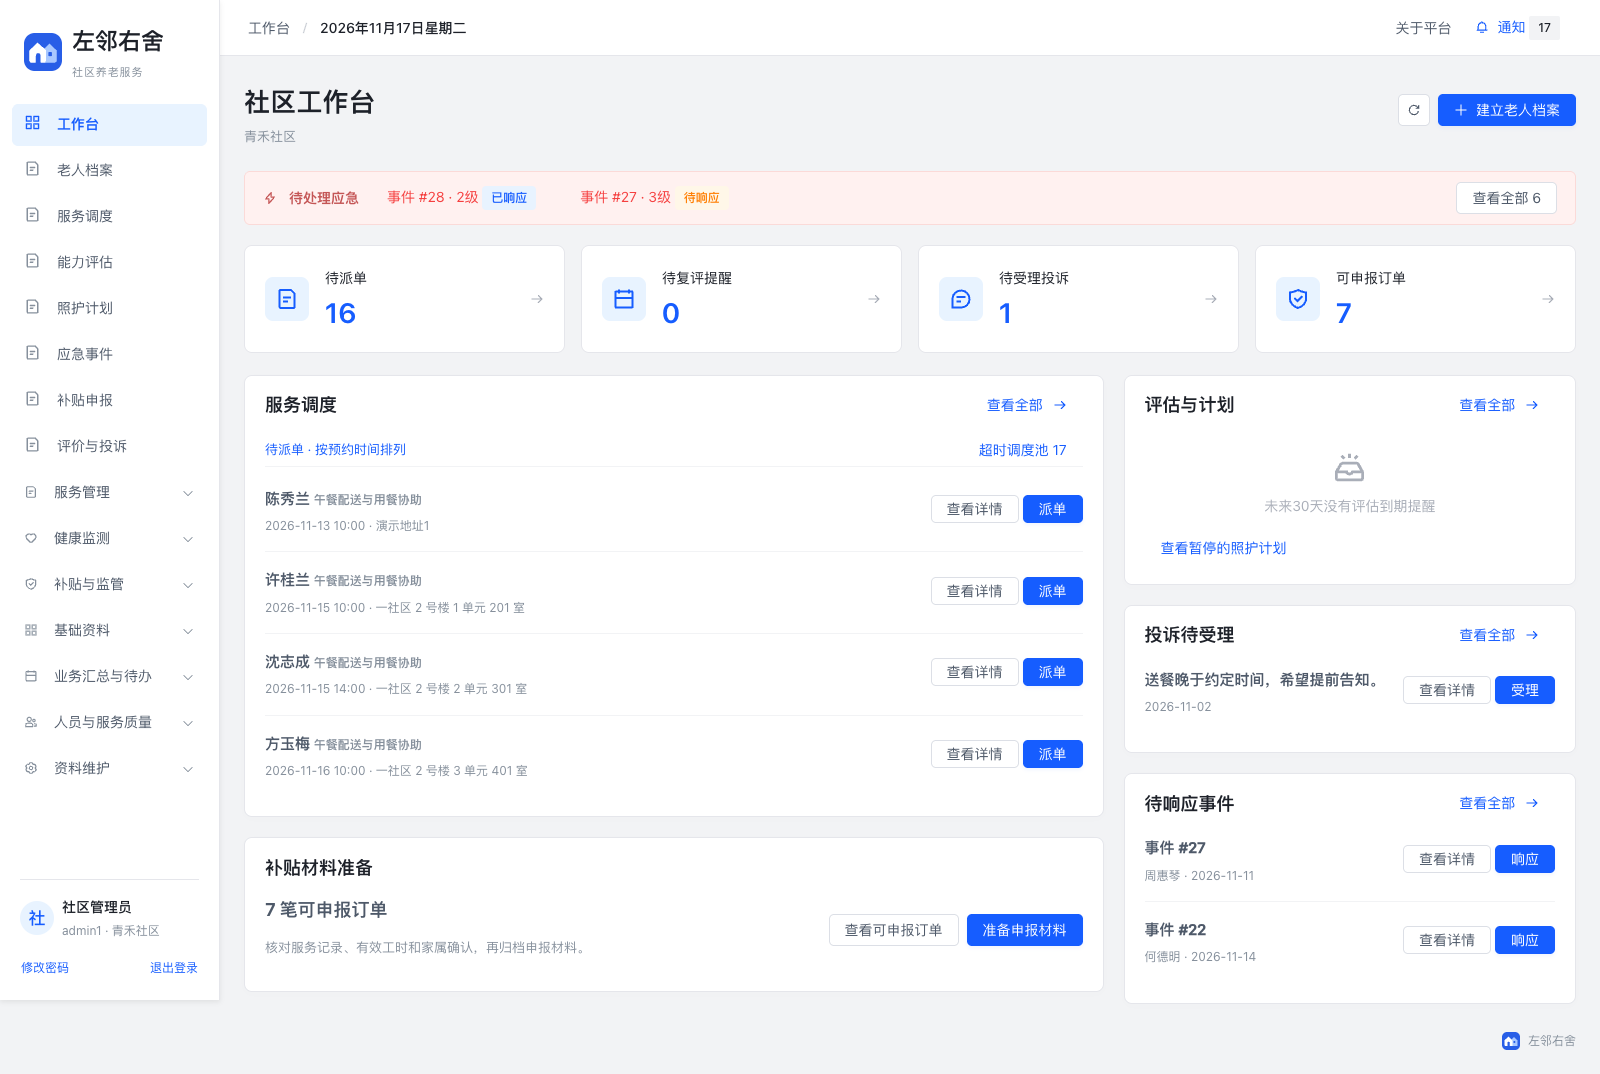 左邻右舍
社区养老服务
工作台
老人档案
服务调度
能力评估
照护计划
应急事件
补贴申报
评价与投诉
服务管理
健康监测
补贴与监管
基础资料
业务汇总与待办
人员与服务质量
资料维护
社
社区管理员
admin1 · 青禾社区
修改密码 退出登录
工作台 / 2026年11月17日星期二
关于平台 通知 17
社区工作台
青禾社区
建立老人档案
待处理应急 事件 #28 · 2级 已响应 事件 #27 · 3级 待响应 查看全部 6
待派单
16
待复评提醒
0
待受理投诉
1
可申报订单
7
服务调度 查看全部
待派单 · 按预约时间排列 超时调度池 17
陈秀兰 午餐配送与用餐协助
2026-11-13 10:00 · 演示地址1
查看详情 派单
许桂兰 午餐配送与用餐协助
2026-11-15 10:00 · 一社区 2 号楼 1 单元 201 室
查看详情 派单
沈志成 午餐配送与用餐协助
2026-11-15 14:00 · 一社区 2 号楼 2 单元 301 室
查看详情 派单
方玉梅 午餐配送与用餐协助
2026-11-16 10:00 · 一社区 2 号楼 3 单元 401 室
查看详情 派单
补贴材料准备
7 笔可申报订单
核对服务记录、有效工时和家属确认，再归档申报材料。
查看可申报订单 准备申报材料
评估与计划 查看全部
未来30天没有评估到期提醒
查看暂停的照护计划
投诉待受理 查看全部
送餐晚于约定时间，希望提前告知。
2026-11-02
查看详情 受理
待响应事件 查看全部
事件 #27
周惠琴 · 2026-11-11
查看详情 响应
事件 #22
何德明 · 2026-11-14
查看详情 响应
左邻右舍